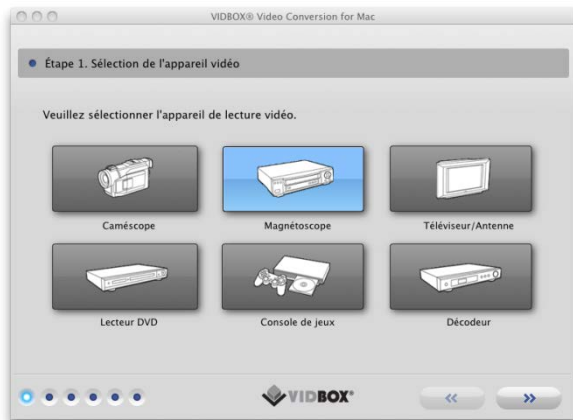 VIDBOX® Video Conversion for Mac
Étape 1. Sélection de l'appareil vidéo
Veuillez sélectionner l'appareil de lecture vidéo.
Caméscope
Magnétoscope
Téléviseur/Antenne
Lecteur DVD
Console de jeux
Décodeur
VIDBOX®